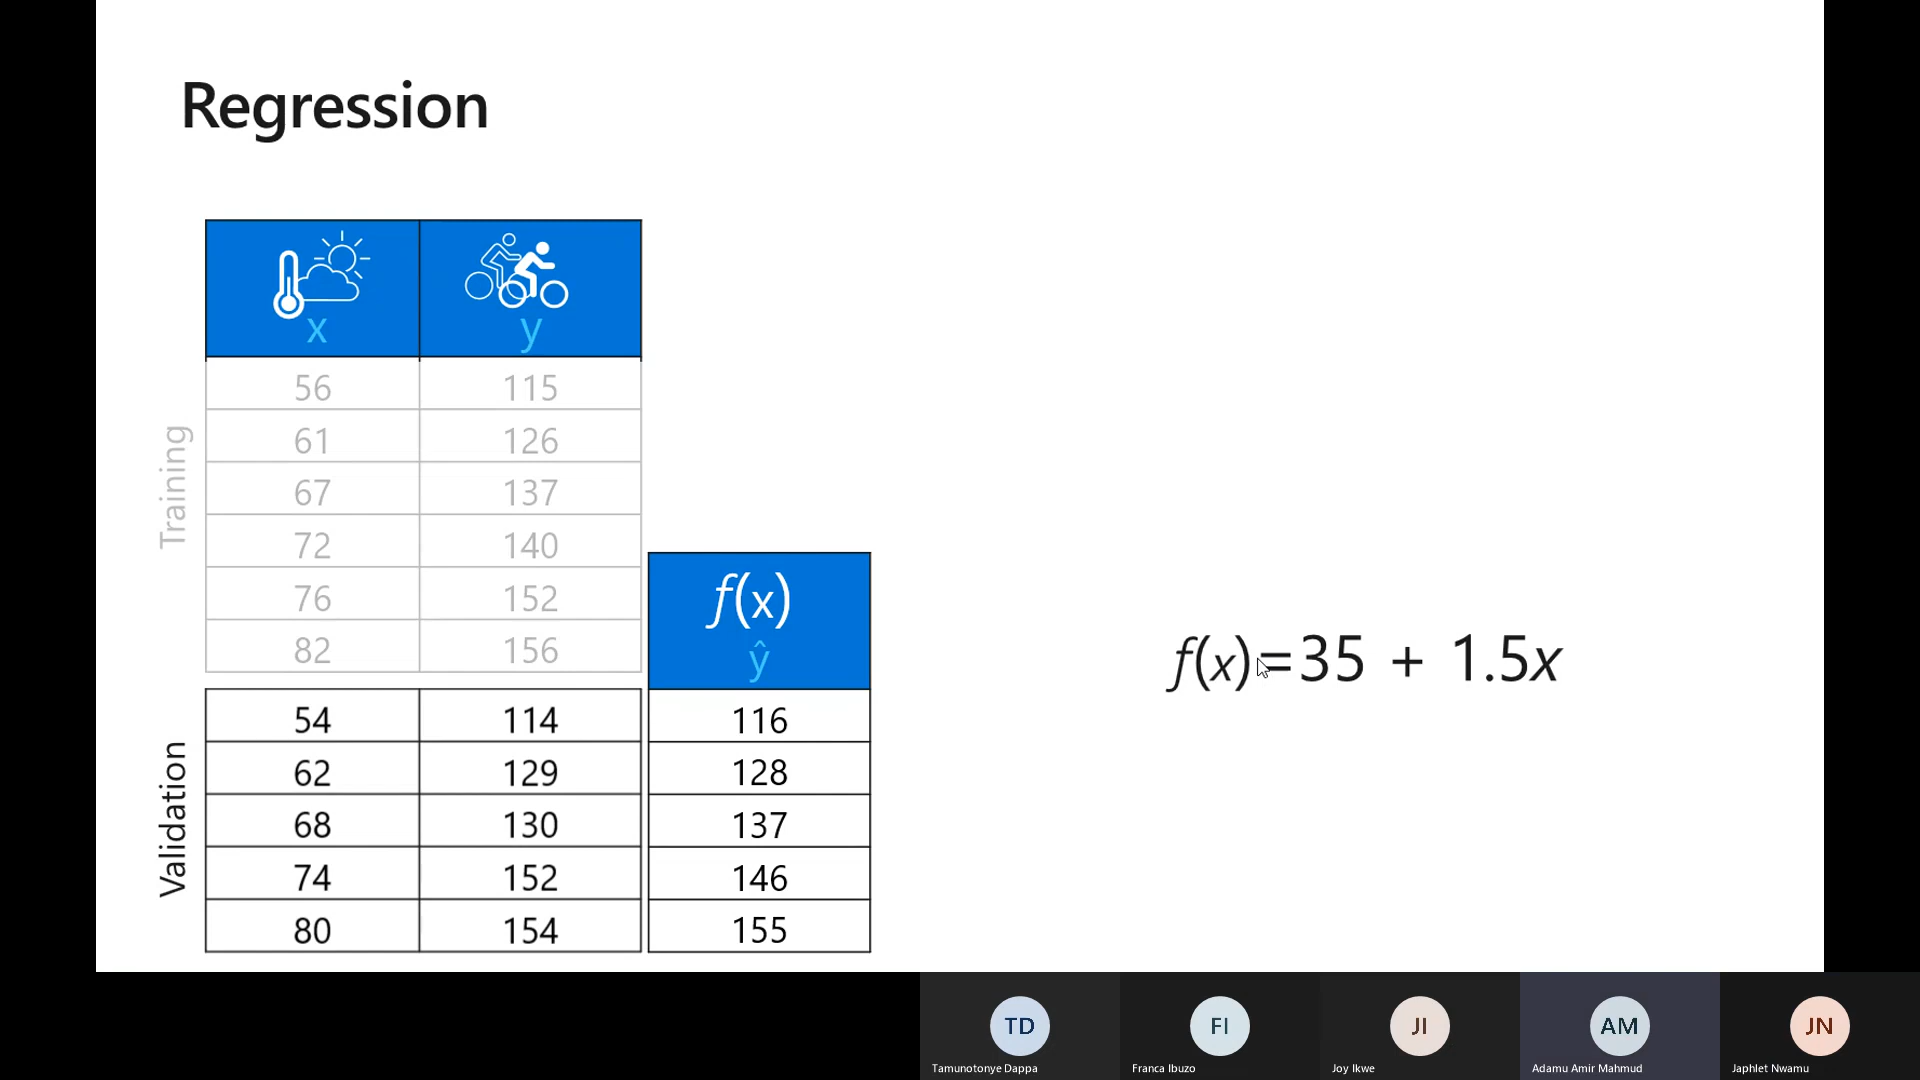 Regression
x y
Training
56 115
61 126
67 137
72 140
76 152
82 156
f(x)
ŷ
f(x)=35 + 1.5x
Validation
54 114 116
62 129 128
68 130 137
74 152 146
80 154 155
TD FI JI AM JN
Tamunotonye Dappa Franca Ibuzo Joy Ikwe Adamu Amir Mahmud Japhlet Nwamu